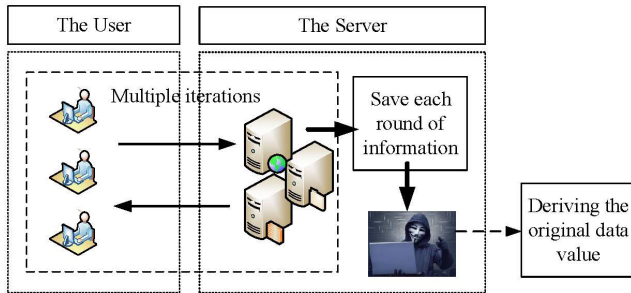 The User
The Server
Multiple iterations
Save each
round of
information
Deriving the
original data
value